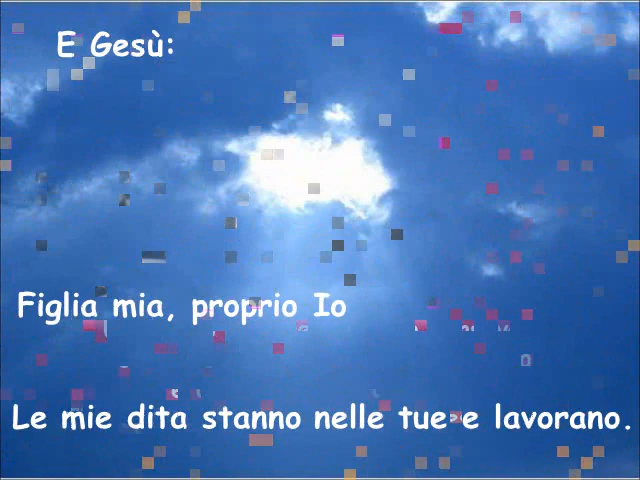 E Gesù:
Figlia mia, proprio Io
Le mie dita stanno nelle tue e lavorano.